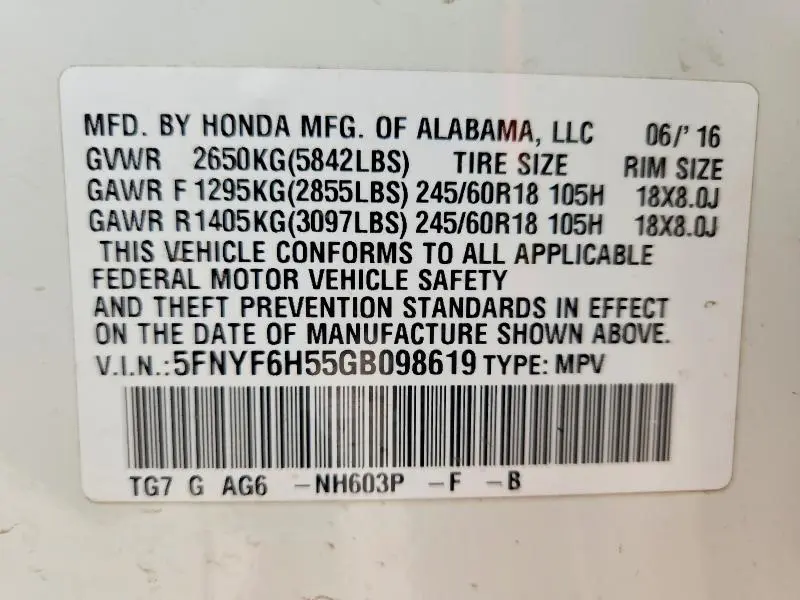 MFD. BY HONDA MFG. OF ALABAMA, LLC 06/'16
GVWR 2650KG(5842LBS) TIRE SIZE RIM SIZE
GAWR F 1295KG(2855LBS) 245/60R18 105H 18X8.0J
GAWR R 1405KG(3097LBS) 245/60R18 105H 18X8.0J
THIS VEHICLE CONFORMS TO ALL APPLICABLE
FEDERAL MOTOR VEHICLE SAFETY
AND THEFT PREVENTION STANDARDS IN EFFECT
ON THE DATE OF MANUFACTURE SHOWN ABOVE.
V.I.N.:5FNYF6H55GB098619 TYPE: MPV
TG7 G AG6 -NH603P -F -B